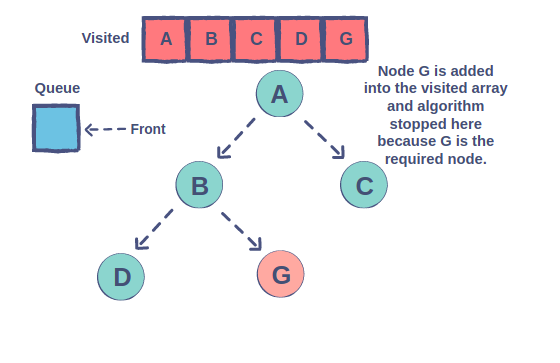 Visited A B C D G
Node G is added
into the visited array
and algorithm
stopped here
because G is the
required node.
Queue
Front
A
B
C
D
G